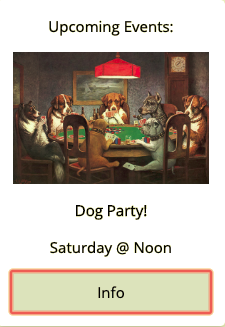 Upcoming Events:
Dog Party!
Saturday @ Noon
Info